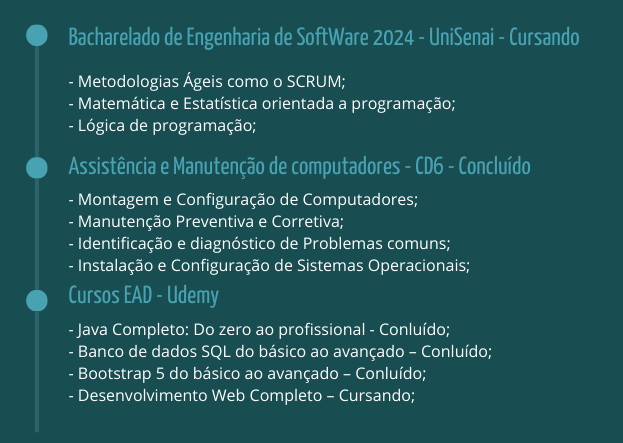 Bacharelado de Engenharia de SoftWare 2024 - UniSenai - Cursando
- Metodologias Ágeis como o SCRUM;
- Matemática e Estatística orientada a programação;
- Lógica de programação;
Assistência e Manutenção de computadores - CD6 - Concluído
- Montagem e Configuração de Computadores;
- Manutenção Preventiva e Corretiva;
- Identificação e diagnóstico de Problemas comuns;
- Instalação e Configuração de Sistemas Operacionais;
Cursos EAD - Udemy
- Java Completo: Do zero ao profissional - Conluído;
- Banco de dados SQL do básico ao avançado – Conluído;
- Bootstrap 5 do básico ao avançado – Conluído;
- Desenvolvimento Web Completo – Cursando;